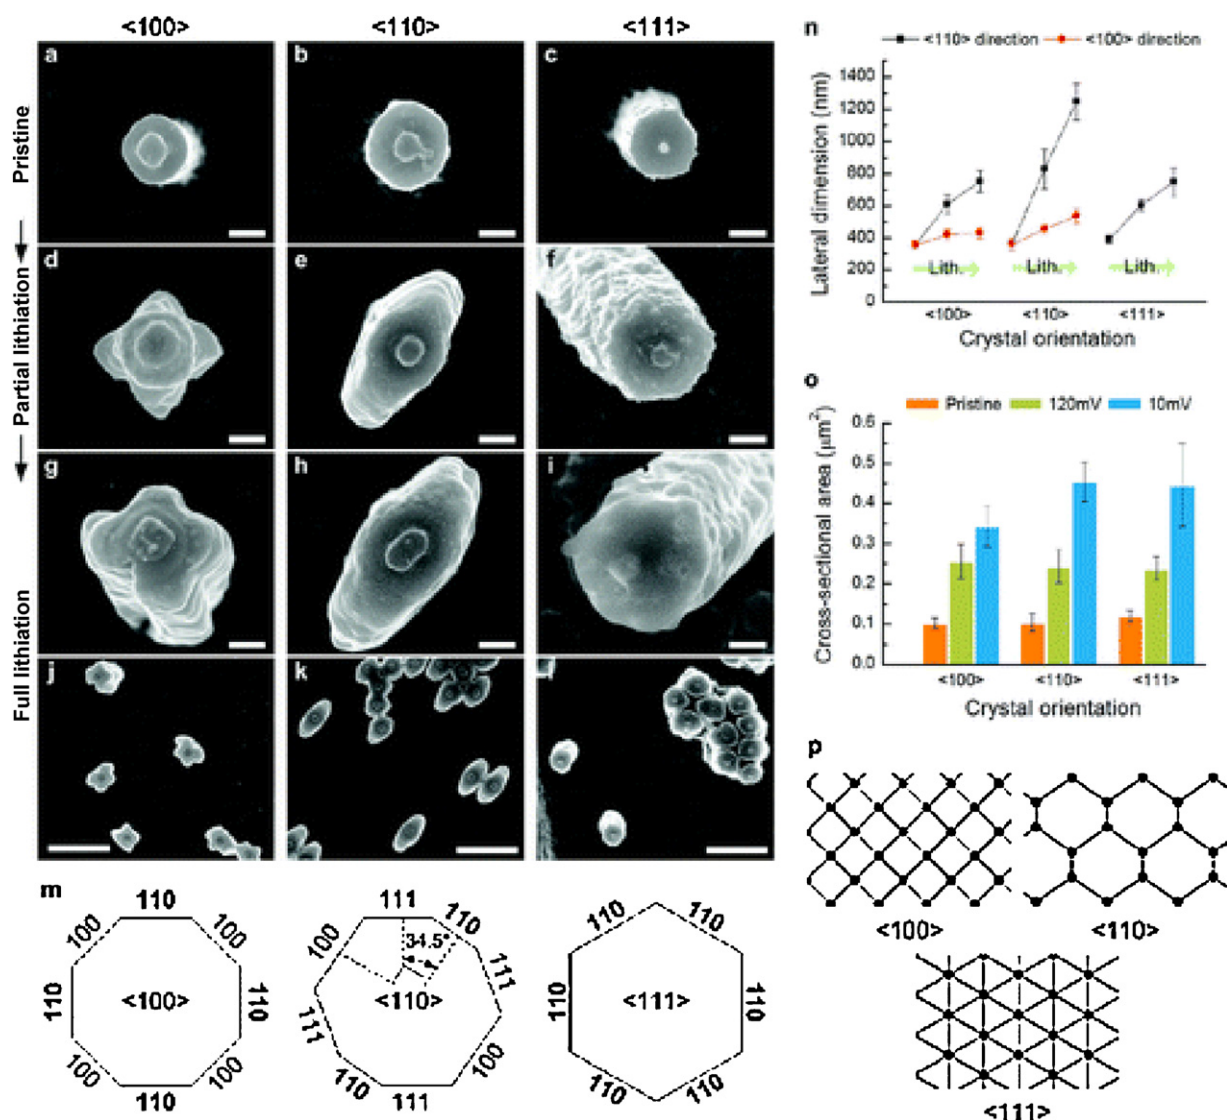 <100>
<110>
<111>
Pristine
Partial lithiation
Full lithiation
a
b
c
d
e
f
g
h
i
j
k
l
m
110
100
100
110
<100>
110
100
100
110
111
110
100
34.5°
<110>
111
111
110
100
111
110
110
110
<111>
110
110
110
n
<110> direction
<100> direction
Lateral dimension (nm)
1400
1200
1000
800
600
400
200
0
Lith.
Lith.
Lith.
<100>
<110>
<111>
Crystal orientation
o
Pristine
120mV
10mV
Cross-sectional area (μm²)
0.6
0.5
0.4
0.3
0.2
0.1
0.0
<100>
<110>
<111>
Crystal orientation
p
<100>
<110>
<111>